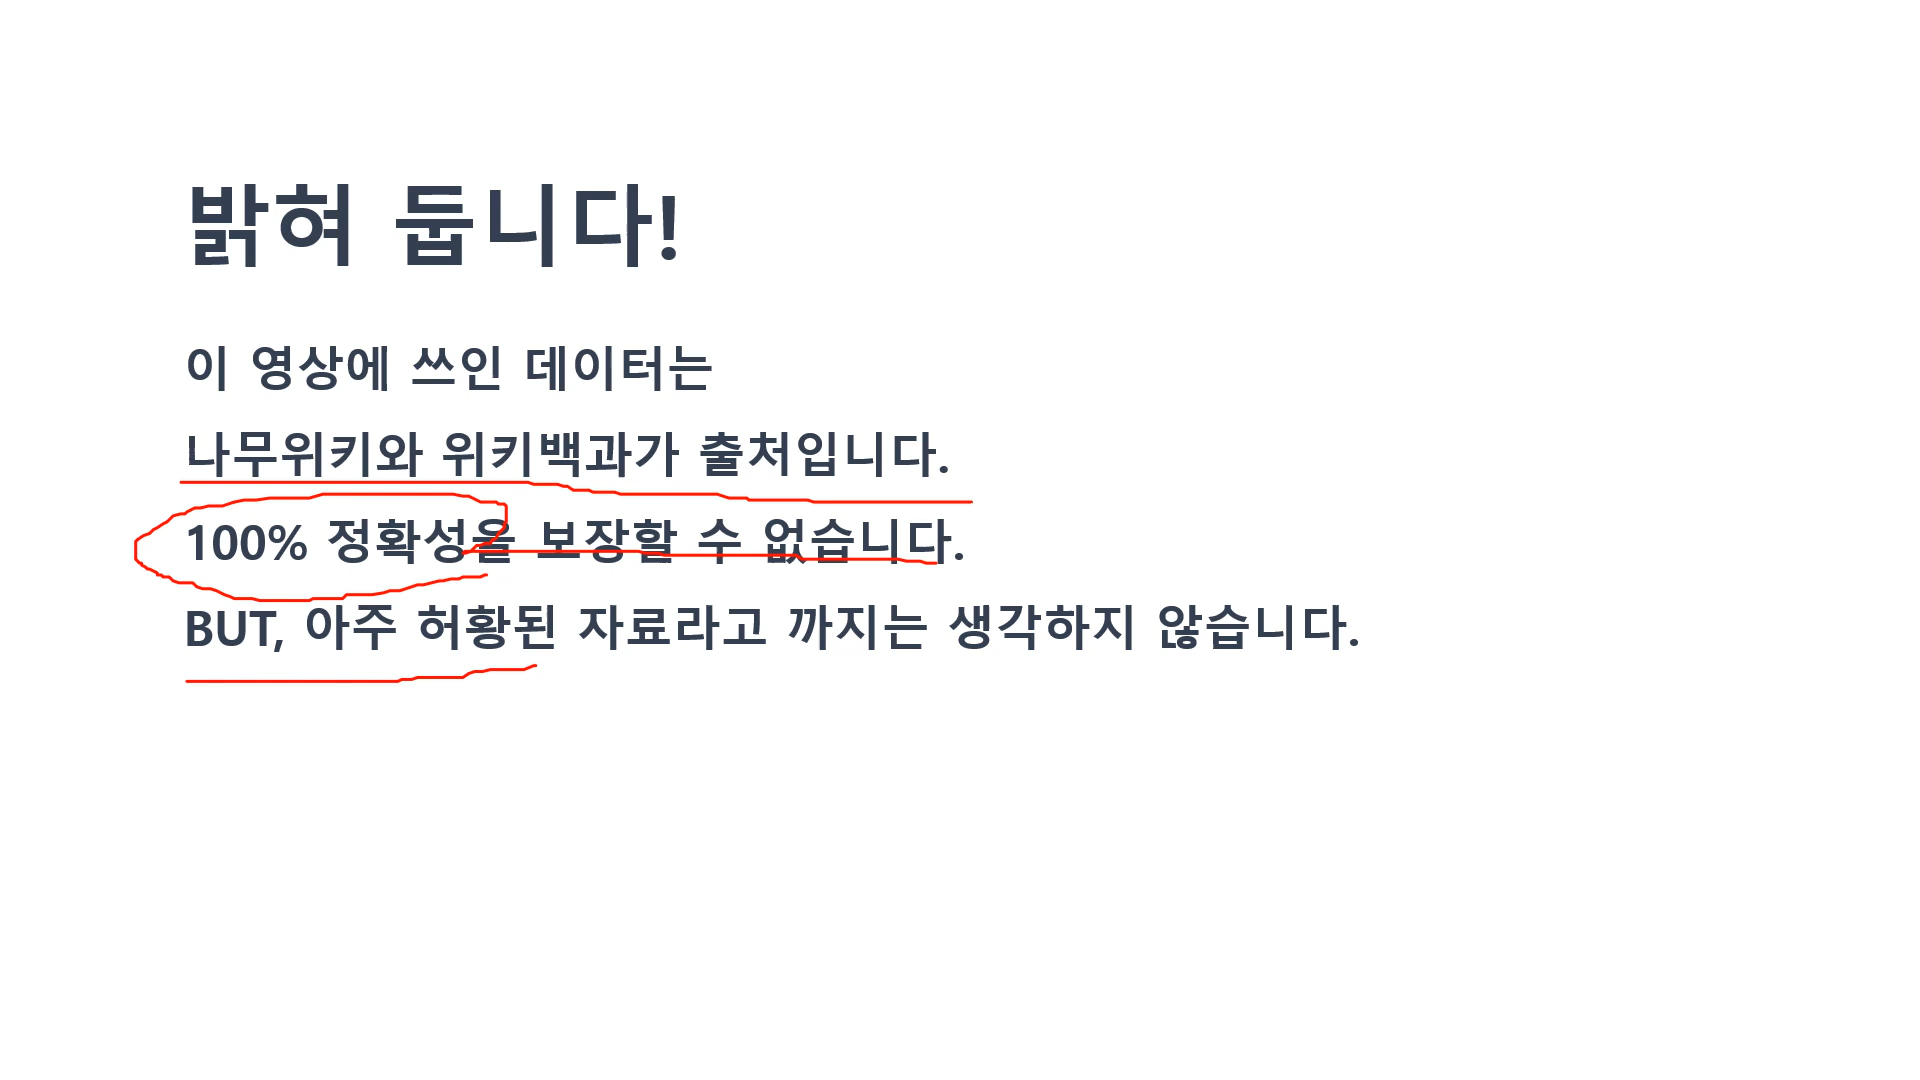 밝혀 둡니다!
이 영상에 쓰인 데이터는
나무위키와 위키백과가 출처입니다.
100% 정확성을 보장할 수 없습니다.
BUT, 아주 허황된 자료라고 까지는 생각하지 않습니다.